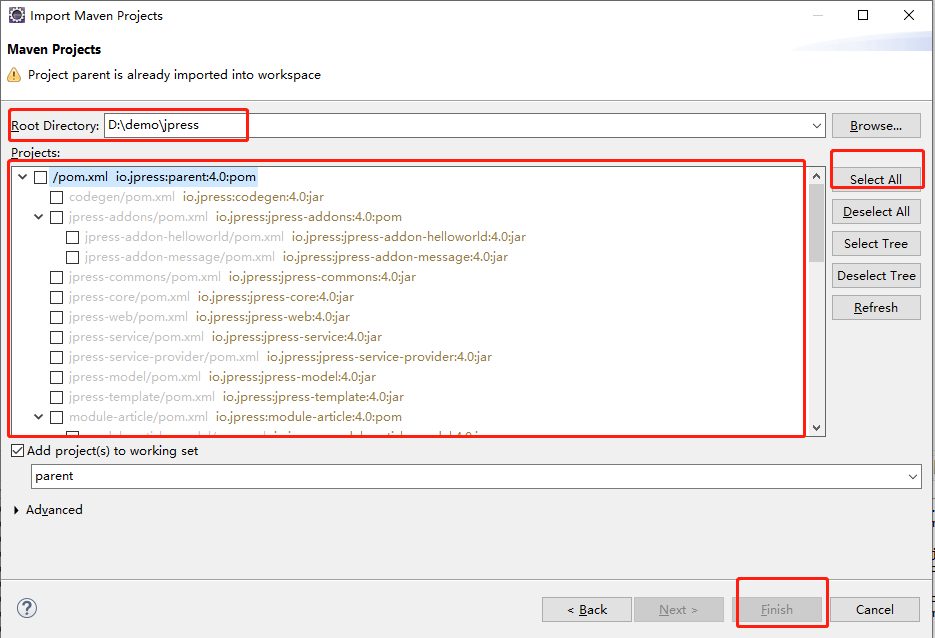 Import Maven Projects
Maven Projects
Project parent is already imported into workspace
Root Directory: D:\demo\jpress Browse...
Projects:
/pom.xml io.jpress:parent:4.0:pom
Select All
codegen/pom.xml io.jpress:codegen:4.0:jar
jpress-addons/pom.xml io.jpress:jpress-addons:4.0:pom
Deselect All
jpress-addon-helloworld/pom.xml io.jpress:jpress-addon-helloworld:4.0:jar
Select Tree
jpress-addon-message/pom.xml io.jpress:jpress-addon-message:4.0:jar
jpress-commons/pom.xml io.jpress:jpress-commons:4.0:jar
Deselect Tree
jpress-core/pom.xml io.jpress:jpress-core:4.0:jar
Refresh
jpress-web/pom.xml io.jpress:jpress-web:4.0:jar
jpress-service/pom.xml io.jpress:jpress-service:4.0:jar
jpress-service-provider/pom.xml io.jpress:jpress-service-provider:4.0:jar
jpress-model/pom.xml io.jpress:jpress-model:4.0:jar
jpress-template/pom.xml io.jpress:jpress-template:4.0:jar
module-article/pom.xml io.jpress:module-article:4.0:pom
Add project(s) to working set
parent
Advanced
? < Back Next > Finish Cancel